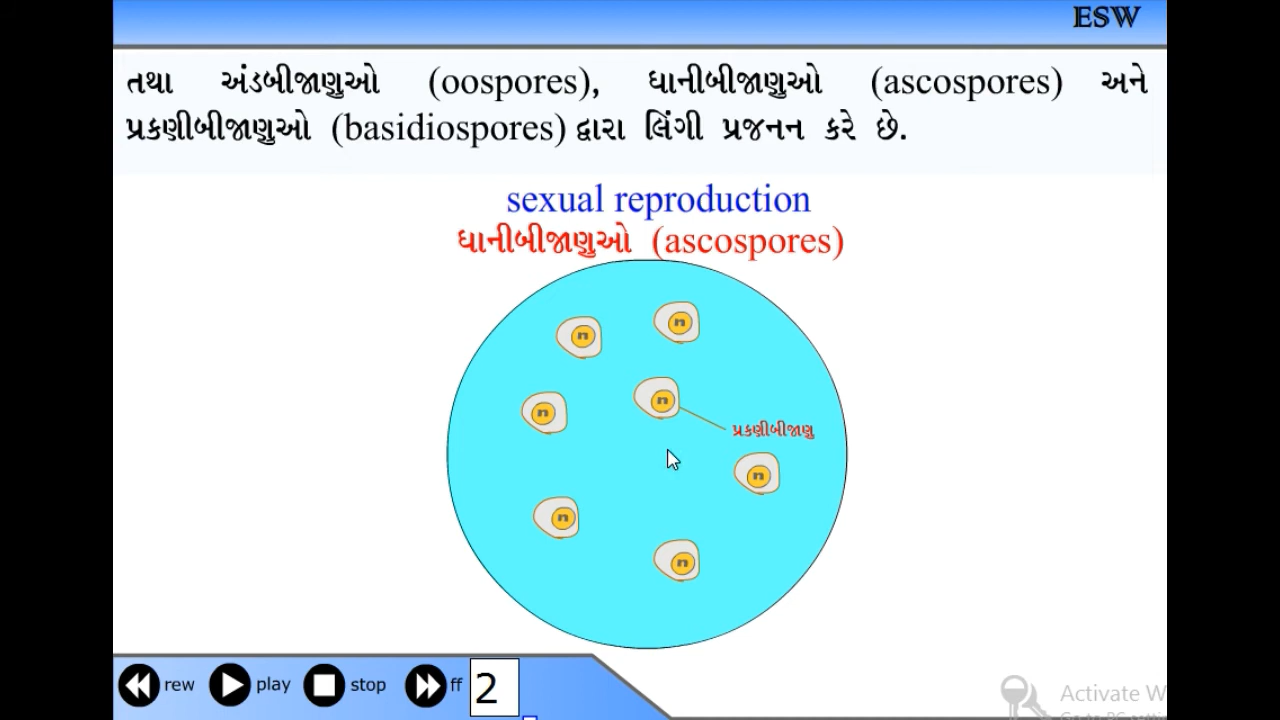 ESW
તથા અંડબીજાણુઓ (oospores), ધાનીબીજાણુઓ (ascospores) અને
પ્રકણીબીજાણુઓ (basidiospores) દ્વારા લિંગી પ્રજનન કરે છે.
sexual reproduction
ધાનીબીજાણુઓ (ascospores)
n
n
n
n
પ્રકણીબીજાણુ
n
n
n
rew play stop ff 2
Activate W